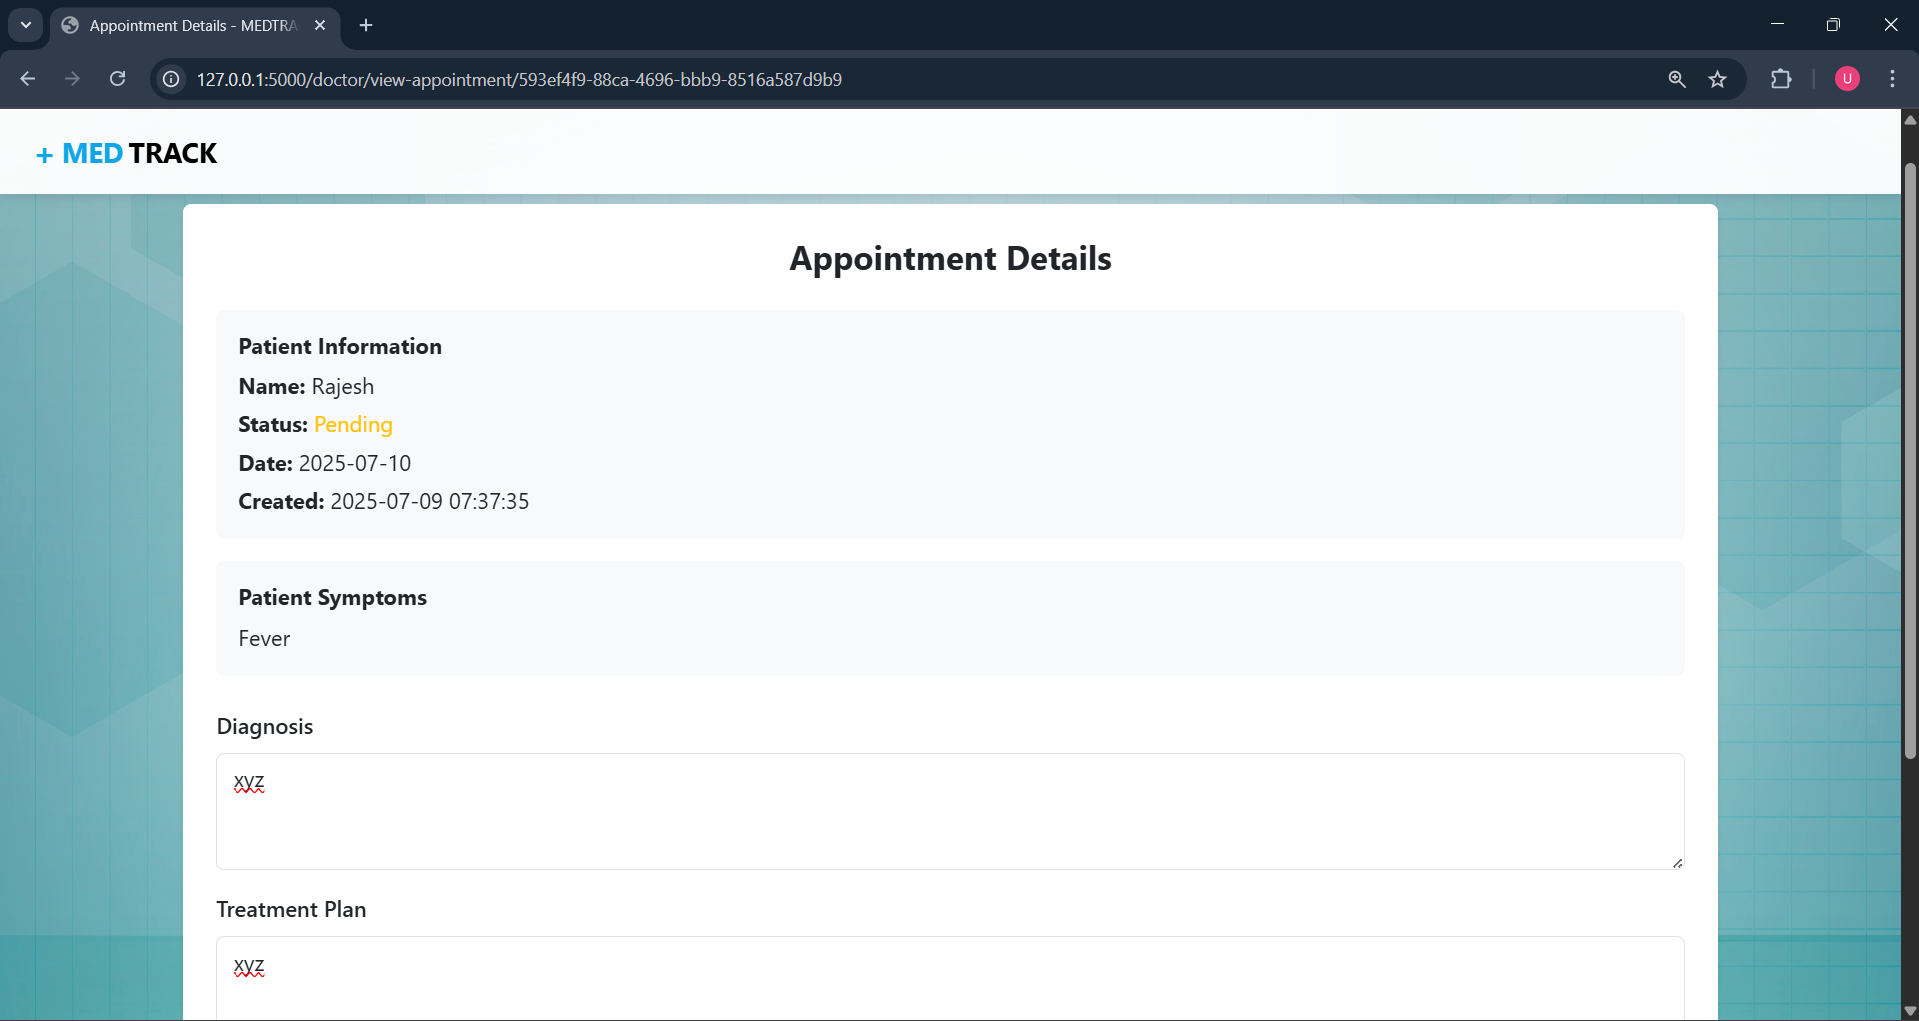 Appointment Details - MEDTRA
127.0.0.1:5000/doctor/view-appointment/593ef4f9-88ca-4696-bbb9-8516a587d9b9
U
+ MEDTRACK
Appointment Details
Patient Information
Name: Rajesh
Status: Pending
Date: 2025-07-10
Created: 2025-07-09 07:37:35
Patient Symptoms
Fever
Diagnosis
xyz
Treatment Plan
xyz